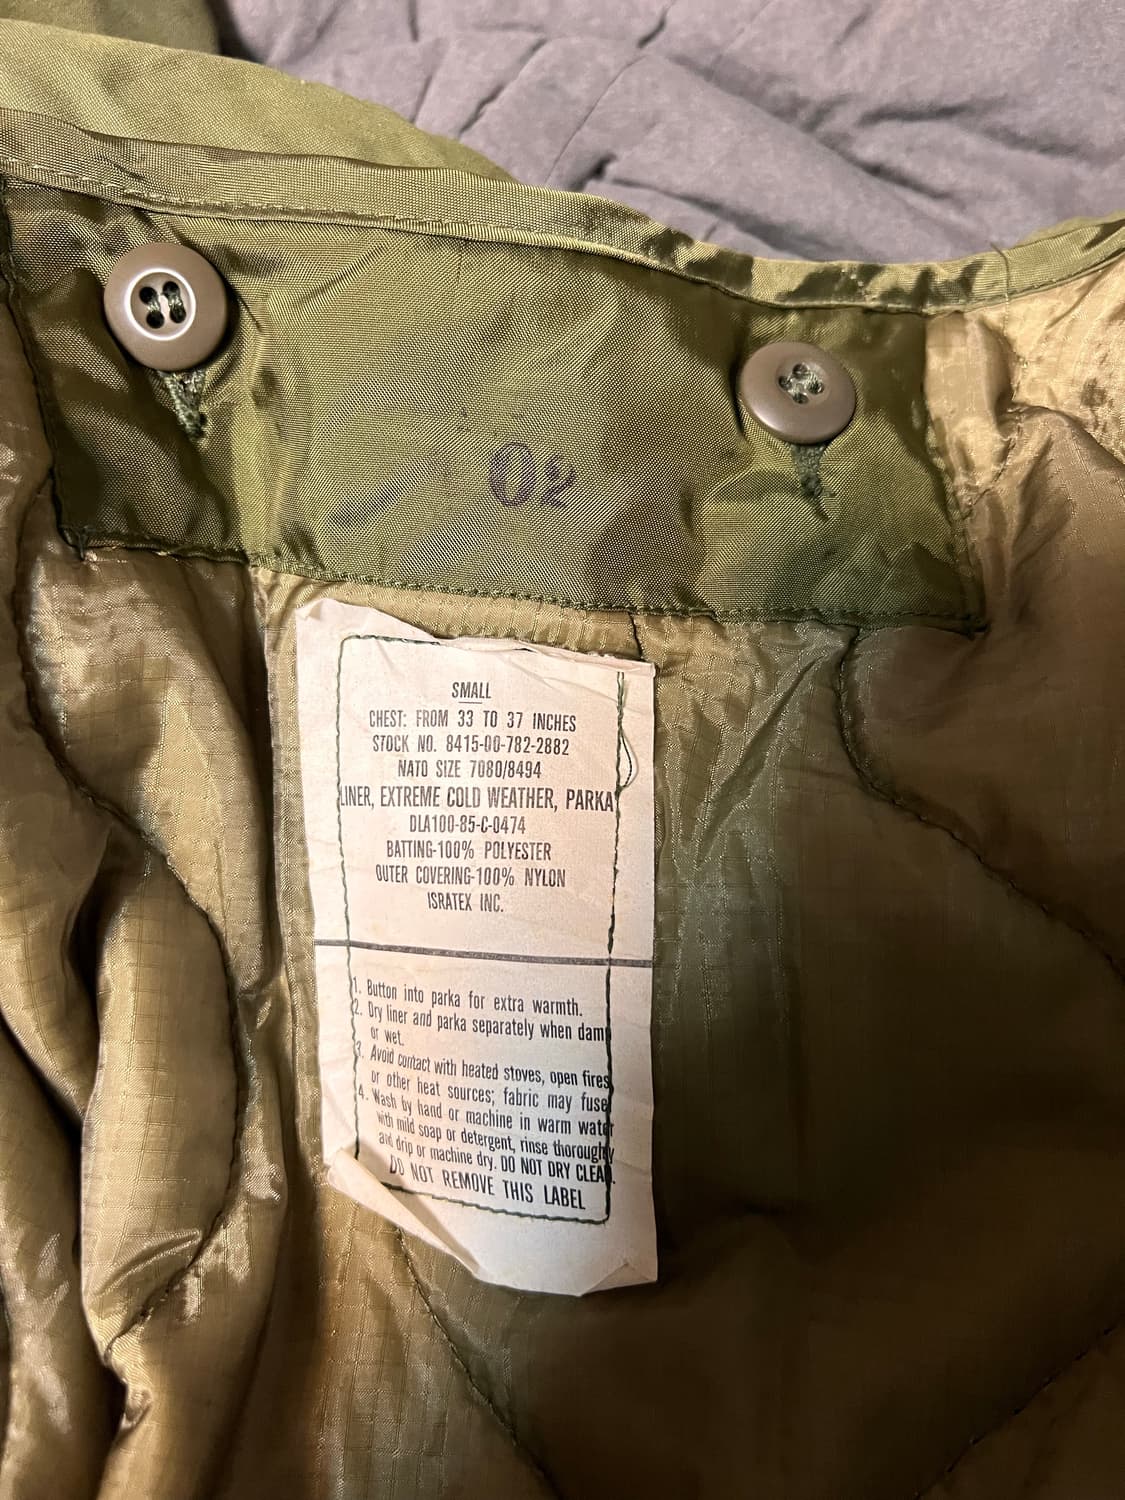 02
SMALL
CHEST: FROM 33 TO 37 INCHES
STOCK NO. 8415-00-782-2882
NATO SIZE 7080/8494
LINER, EXTREME COLD WEATHER, PARKA
DLA100-85-C-0474
BATTING-100% POLYESTER
OUTER COVERING-100% NYLON
ISRATEX INC.
1. Button into parka for extra warmth.
2. Dry liner and parka separately when damp
or wet.
3. Avoid contact with heated stoves, open fires,
or other heat sources; fabric may fuse.
4. Wash by hand or machine in warm water
with mild soap or detergent, rinse thoroughly
and drip or machine dry. DO NOT DRY CLEAN.
DO NOT REMOVE THIS LABEL